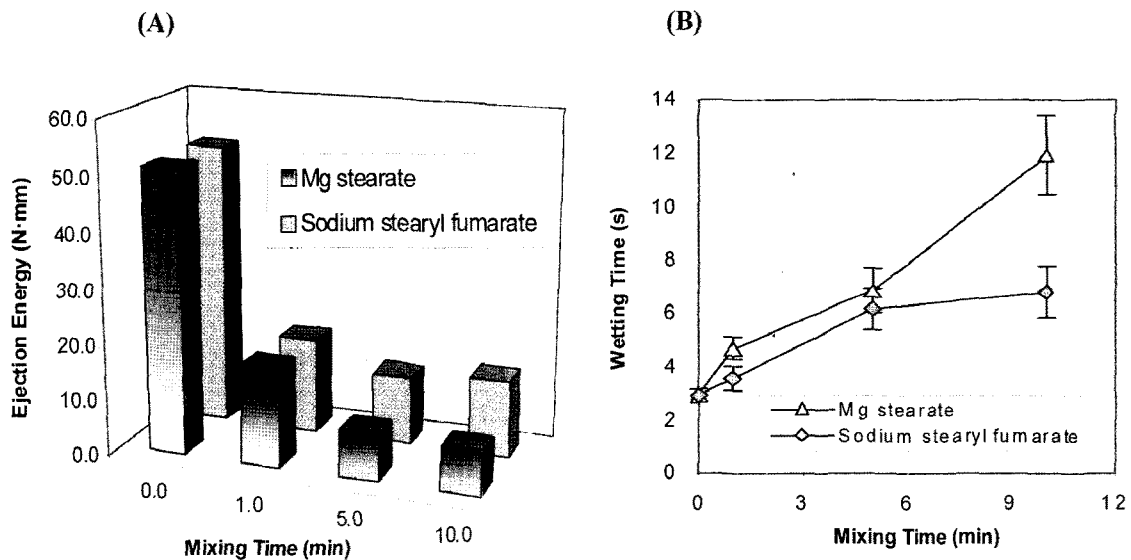 (A)
60.0
50.0
40.0
30.0
20.0
10.0
0.0
Ejection Energy (N·mm)
Mg stearate
Sodium stearyl fumarate
0.0
1.0
5.0
10.0
Mixing Time (min)
(B)
14
12
10
8
6
4
2
0
Wetting Time (s)
Mg stearate
Sodium stearyl fumarate
0 3 6 9 12
Mixing Time (min)